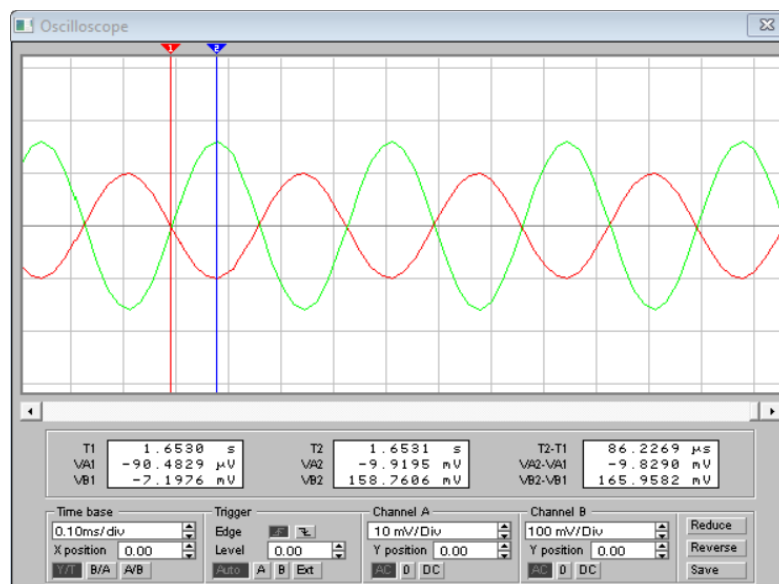 Oscilloscope
1 2
T1 1.6530 s T2 1.6531 s T2-T1 86.2269 µs
VA1 -90.4829 µV VA2 -9.9195 mV VA2-VA1 -9.8290 mV
VB1 -7.1976 mV VB2 158.7606 mV VB2-VB1 165.9582 mV
Time base Trigger Channel A Channel B
0.10ms/div Edge 10 mV/Div 100 mV/Div Reduce
X position 0.00 Level 0.00 Y position 0.00 Y position 0.00 Reverse
Y/T B/A A/B Auto A B Ext AC 0 DC AC 0 DC Save